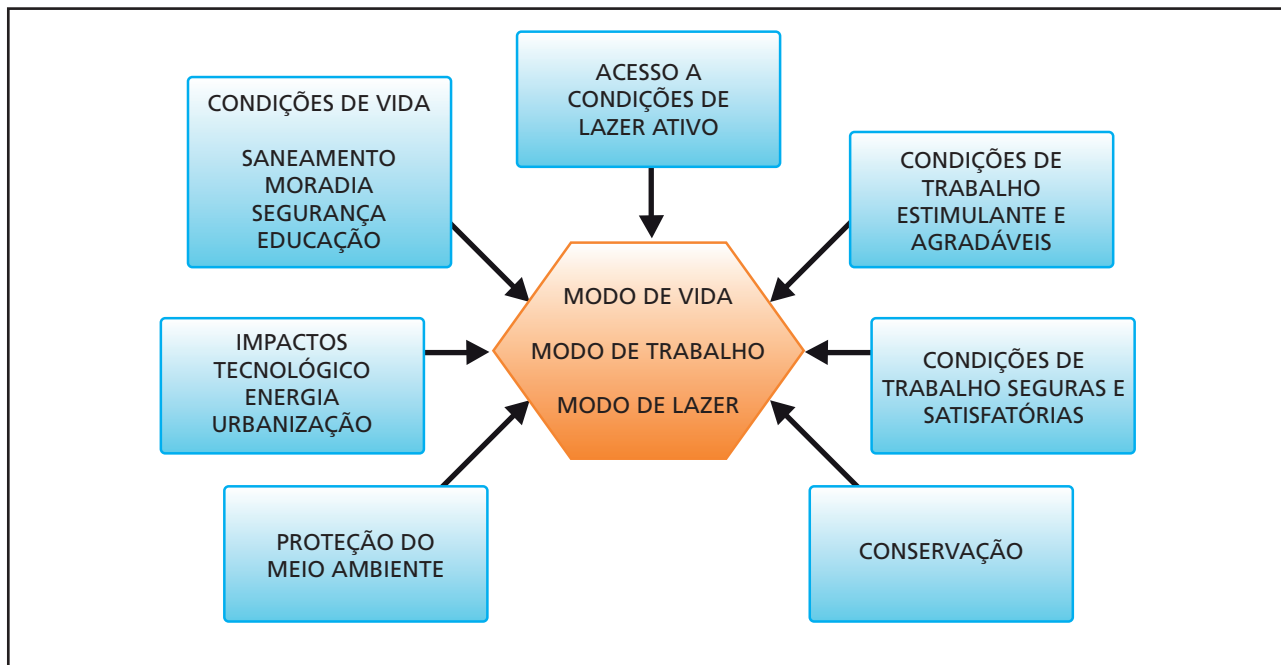 CONDIÇÕES DE VIDA
SANEAMENTO
MORADIA
SEGURANÇA
EDUCAÇÃO
ACESSO A
CONDIÇÕES DE
LAZER ATIVO
CONDIÇÕES DE
TRABALHO
ESTIMULANTE E
AGRADÁVEIS
MODO DE VIDA
MODO DE TRABALHO
MODO DE LAZER
IMPACTOS
TECNOLÓGICO
ENERGIA
URBANIZAÇÃO
CONDIÇÕES DE
TRABALHO SEGURAS E
SATISFATÓRIAS
PROTEÇÃO DO
MEIO AMBIENTE
CONSERVAÇÃO